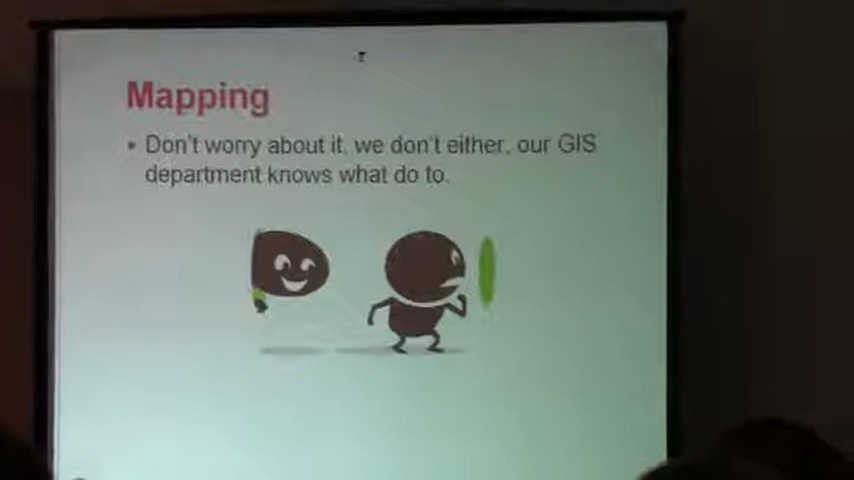 Mapping
• Don't worry about it, we don't either, our GIS
department knows what do to.